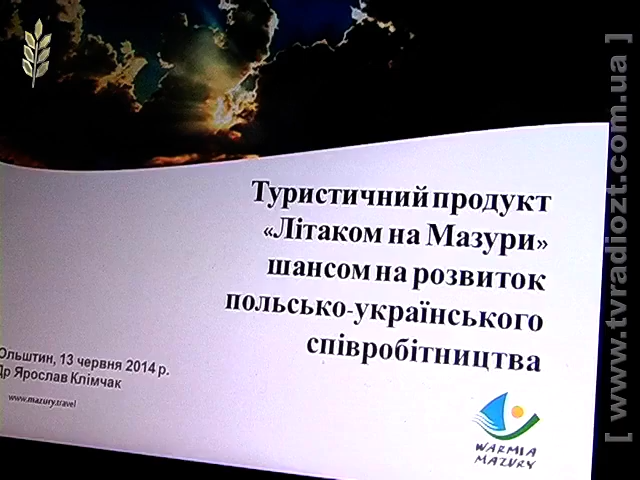 Туристичний продукт
«Літаком на Мазури»
шансом на розвиток
польсько-українського
співробітництва
Ольштин, 13 червня 2014 р.
Др Ярослав Клімчак
www.mazury.travel
WARMIA
MAZURY
[ www.tvradiozt.com.ua ]